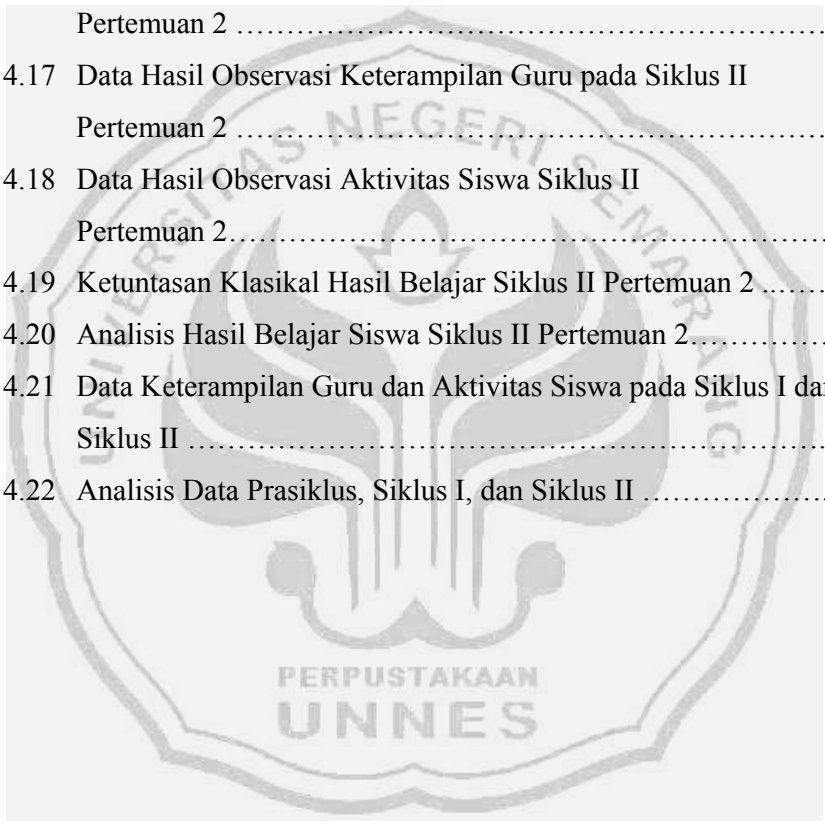 Pertemuan 2 ……………………………………………………
4.17 Data Hasil Observasi Keterampilan Guru pada Siklus II
Pertemuan 2 ……………………………………………………
4.18 Data Hasil Observasi Aktivitas Siswa Siklus II
Pertemuan 2……………………………………………………
4.19 Ketuntasan Klasikal Hasil Belajar Siklus II Pertemuan 2 ………
4.20 Analisis Hasil Belajar Siswa Siklus II Pertemuan 2……………
4.21 Data Keterampilan Guru dan Aktivitas Siswa pada Siklus I dan
Siklus II …………………………………………………………
4.22 Analisis Data Prasiklus, Siklus I, dan Siklus II …………………
UNIVERSITAS NEGERI SEMARANG
PERPUSTAKAAN
UNNES